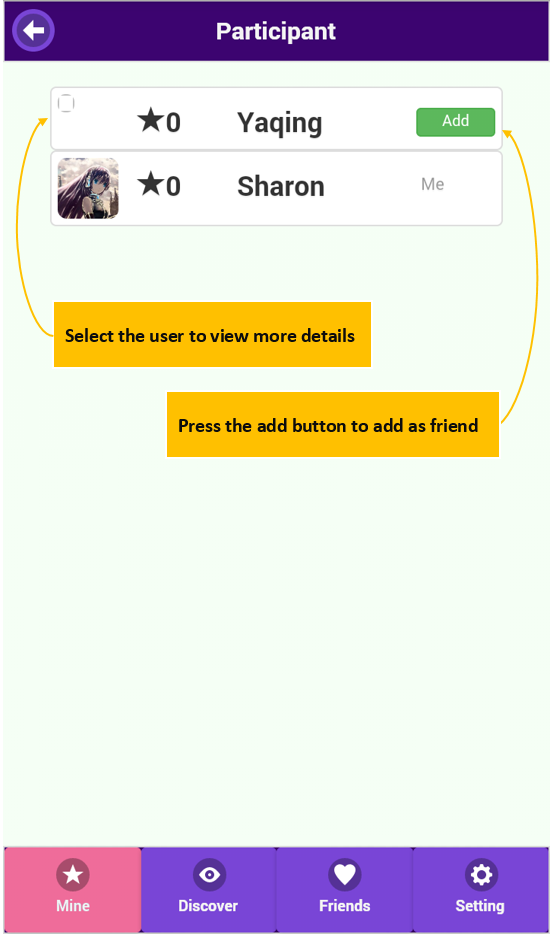 Participant
★0 Yaqing Add
★0 Sharon Me
Select the user to view more details
Press the add button to add as friend
Mine Discover Friends Setting